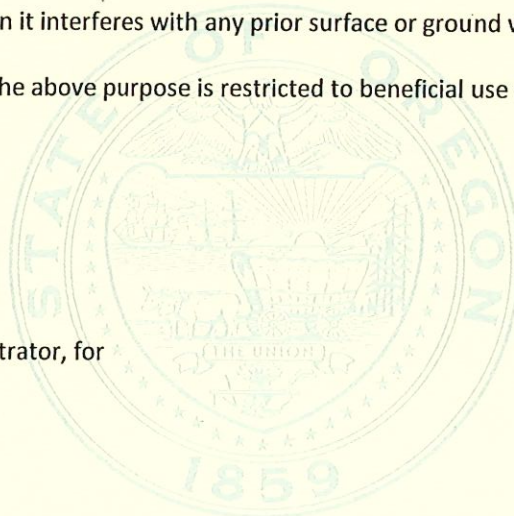 n it interferes with any prior surface or ground v
he above purpose is restricted to beneficial use
trator, for
STATE OF OREGON
THE UNION
1859